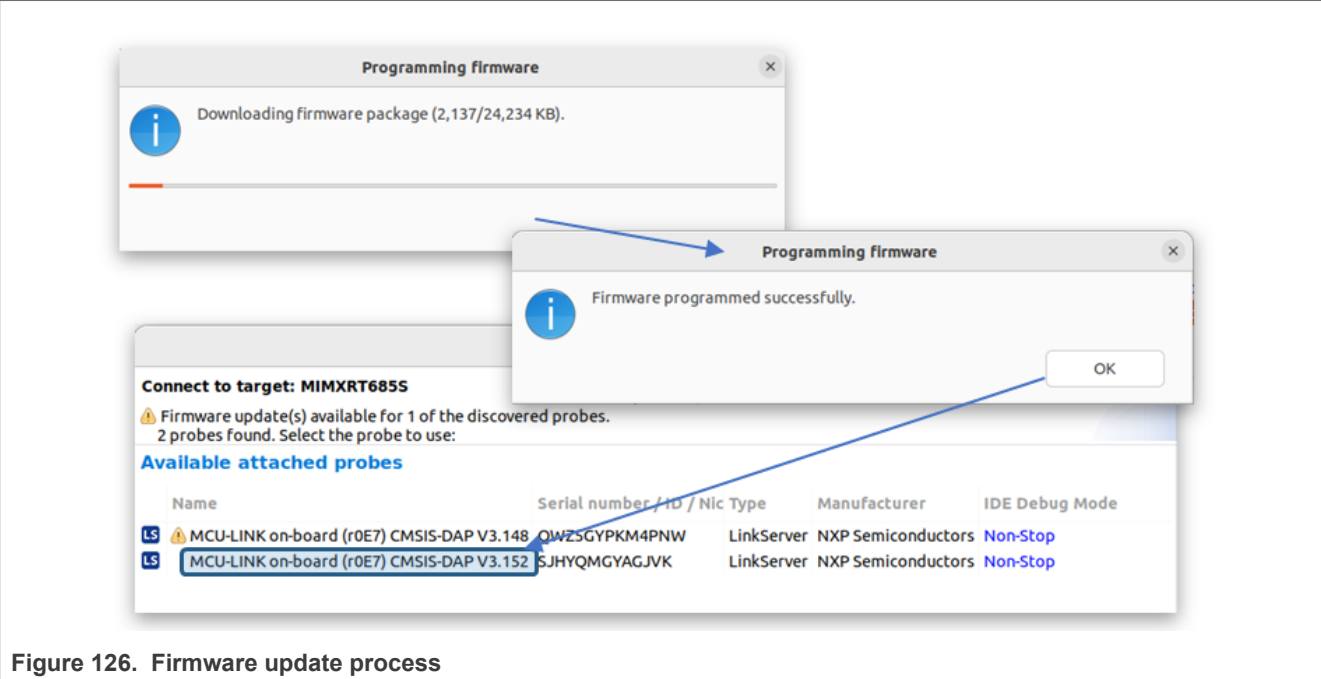 Programming firmware
Downloading firmware package (2,137/24,234 KB).
Programming firmware
Firmware programmed successfully.
OK
Connect to target: MIMXRT685S
Firmware update(s) available for 1 of the discovered probes.
2 probes found. Select the probe to use:
Available attached probes
Name Serial number / ID / Nic Type Manufacturer IDE Debug Mode
LS MCU-LINK on-board (r0E7) CMSIS-DAP V3.148 QWZSGYPKM4PNW LinkServer NXP Semiconductors Non-Stop
LS MCU-LINK on-board (r0E7) CMSIS-DAP V3.152 SJHYQMGYAGJVK LinkServer NXP Semiconductors Non-Stop
Figure 126. Firmware update process